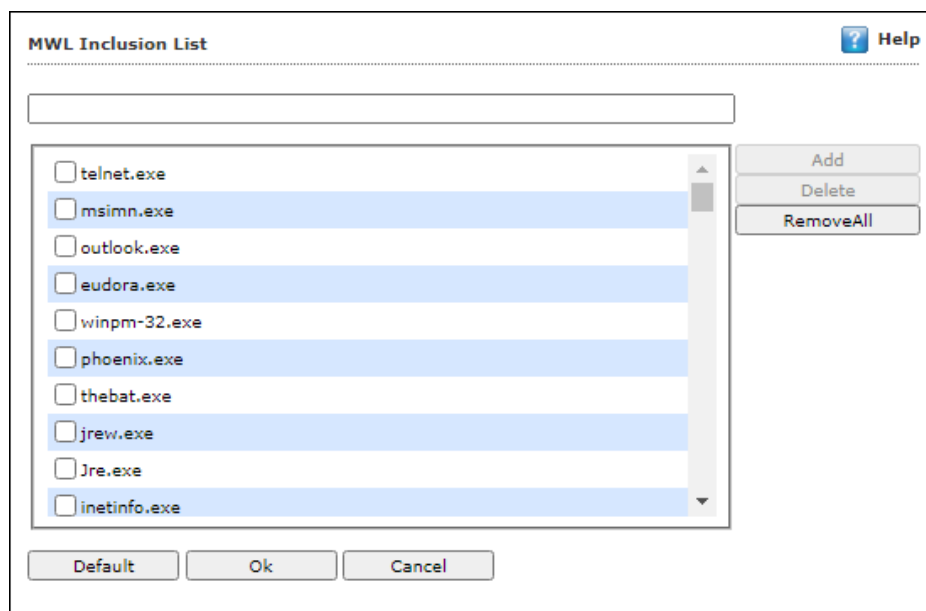 MWL Inclusion List
? Help
Add
Delete
RemoveAll
telnet.exe
msimn.exe
outlook.exe
eudora.exe
winpm-32.exe
phoenix.exe
thebat.exe
jrew.exe
Jre.exe
inetinfo.exe
Default Ok Cancel